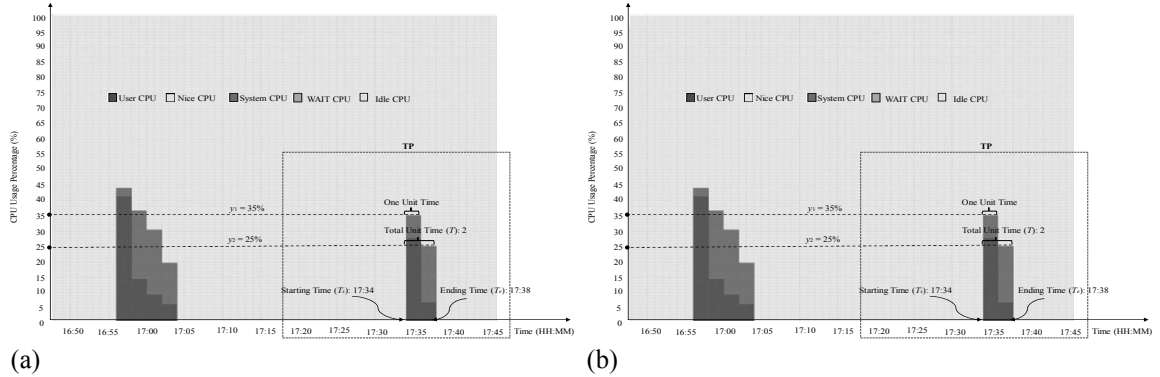 100
95
90
85
80
75
70
65
60
55
50
45
40
35
30
25
20
15
10
5
0
CPU Usage Percentage (%)
User CPU Nice CPU System CPU WAIT CPU Idle CPU
TP
One Unit Time
y₁ = 35%
Total Unit Time (T): 2
y₂ = 25%
Starting Time (Tₛ): 17:34
Ending Time (Tₑ): 17:38
16:50 16:55 17:00 17:05 17:10 17:15 17:20 17:25 17:30 17:35 17:40 17:45 Time (HH:MM)
(a)
100
95
90
85
80
75
70
65
60
55
50
45
40
35
30
25
20
15
10
5
0
CPU Usage Percentage (%)
User CPU Nice CPU System CPU WAIT CPU Idle CPU
TP
One Unit Time
y₁ = 35%
Total Unit Time (T): 2
y₂ = 25%
Starting Time (Tₛ): 17:34
Ending Time (Tₑ): 17:38
16:50 16:55 17:00 17:05 17:10 17:15 17:20 17:25 17:30 17:35 17:40 17:45 Time (HH:MM)
(b)